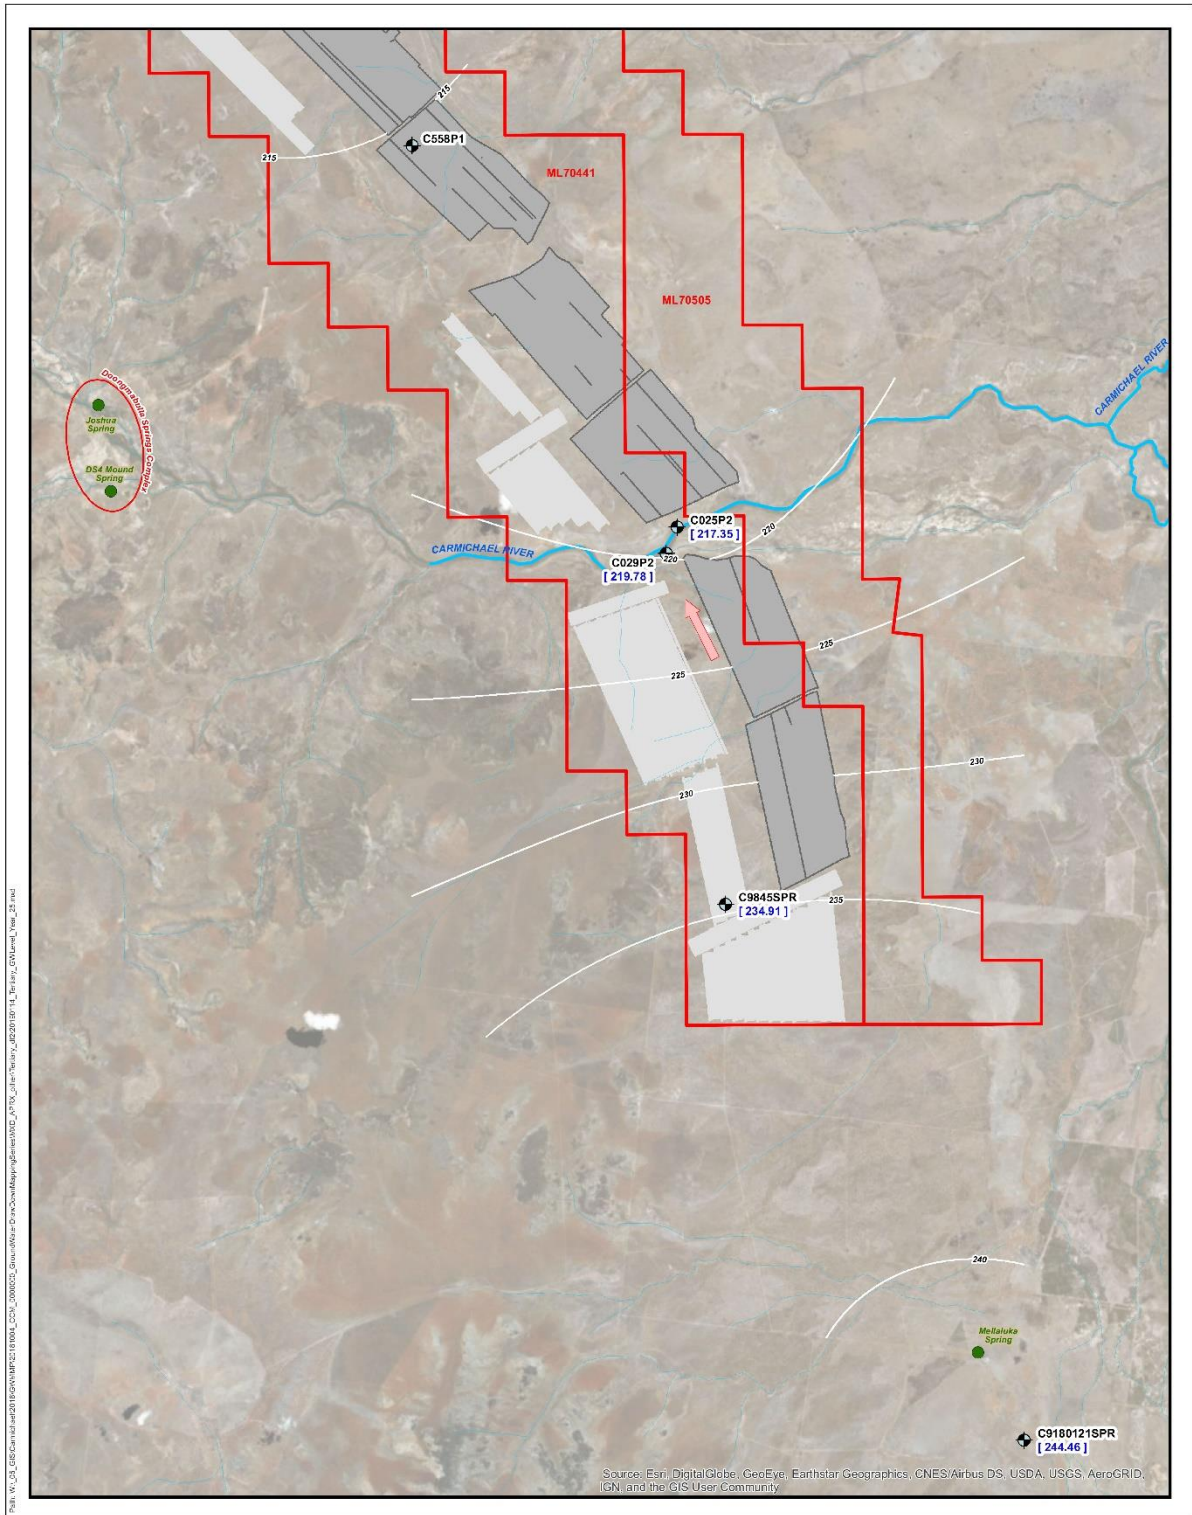 215
C558P1
215
ML70441
ML70505
CARMICHAEL RIVER
Doongmabulla Springs Complex
Joshua
Spring
DS4 Mound
Spring
C025P2
[ 217.35 ]
220
CARMICHAEL RIVER
C029P2
[ 219.78 ]
220
225
225
230
230
C9845SPR
[ 234.91 ]
235
240
Mellaluka
Spring
C9180121SPR
[ 244.46 ]
Source: Esri, DigitalGlobe, GeoEye, Earthstar Geographics, CNES/Airbus DS, USDA, USGS, AeroGRID,
IGN, and the GIS User Community